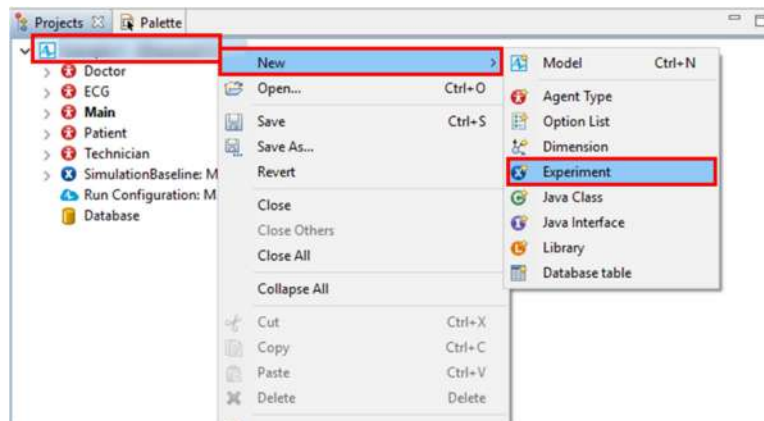 Projects Palette
Doctor
ECG
Main
Patient
Technician
SimulationBaseline: M
Run Configuration: M
Database
New
Open... Ctrl+O
Save Ctrl+S
Save As...
Revert
Close
Close Others
Close All
Collapse All
Cut Ctrl+X
Copy Ctrl+C
Paste Ctrl+V
Delete Delete
Model Ctrl+N
Agent Type
Option List
Dimension
Experiment
Java Class
Java Interface
Library
Database table